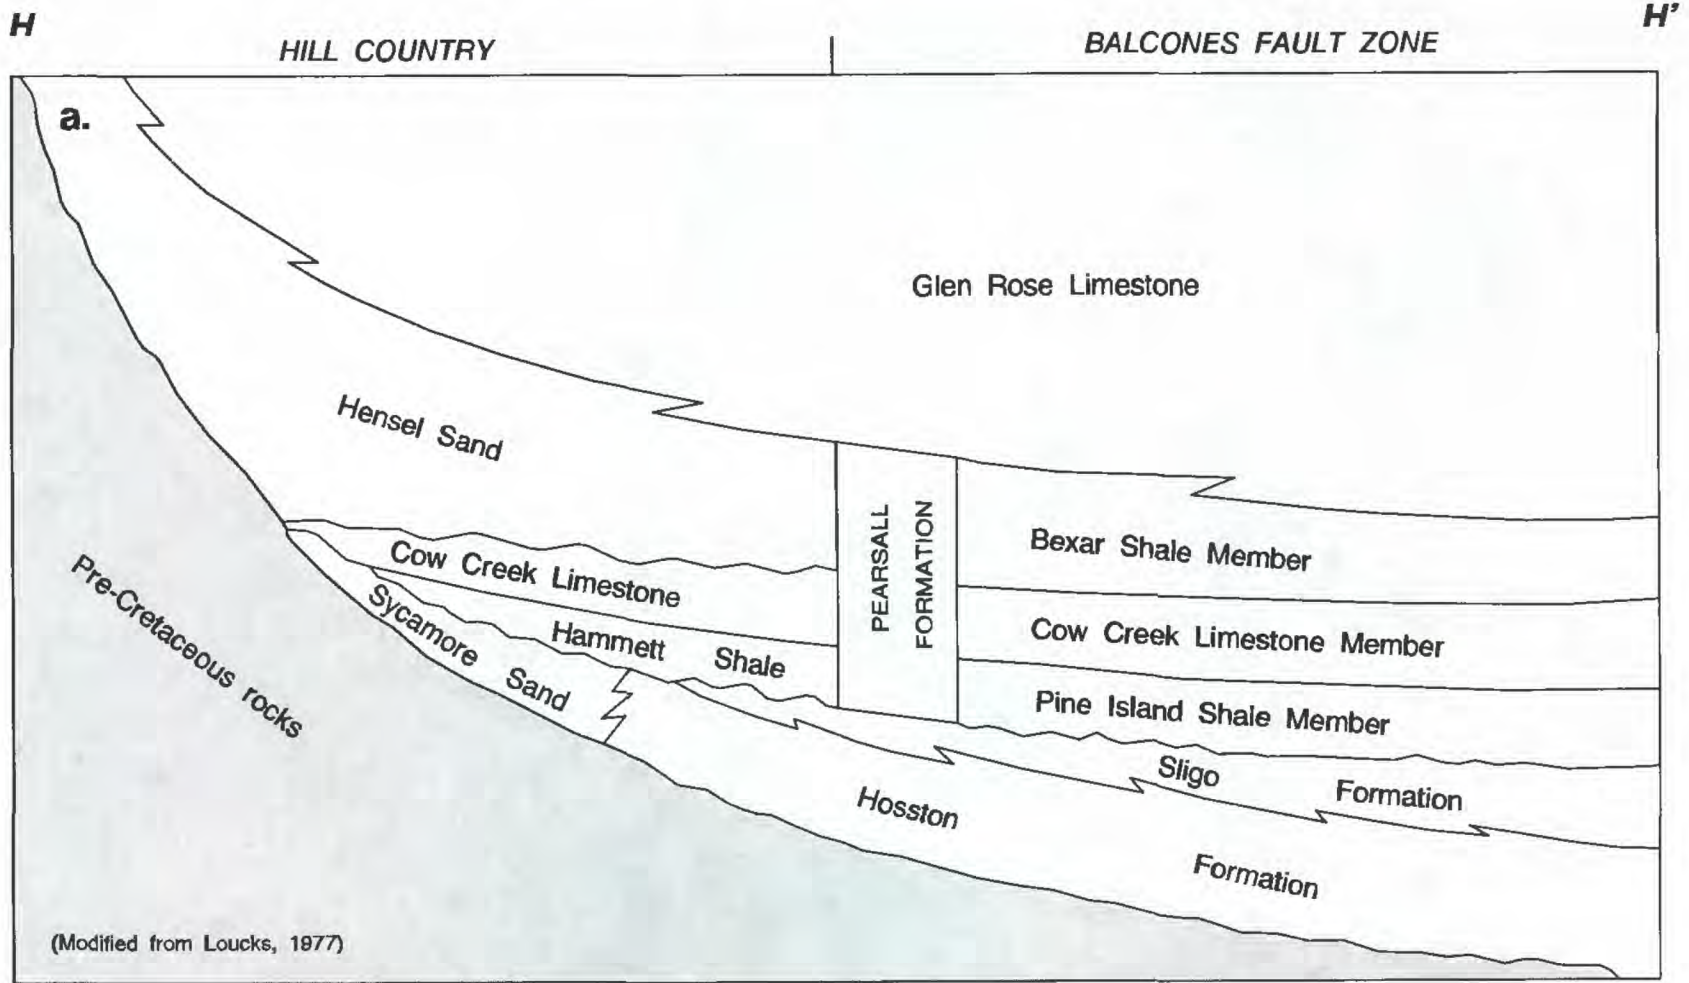 H
H'
HILL COUNTRY
BALCONES FAULT ZONE
a.
Glen Rose Limestone
Hensel Sand
PEARSALL
FORMATION
Bexar Shale Member
Cow Creek Limestone
Cow Creek Limestone Member
Pre-Cretaceous rocks
Sycamore Sand
Hammett Shale
Pine Island Shale Member
Sligo Formation
Hosston Formation
(Modified from Loucks, 1977)